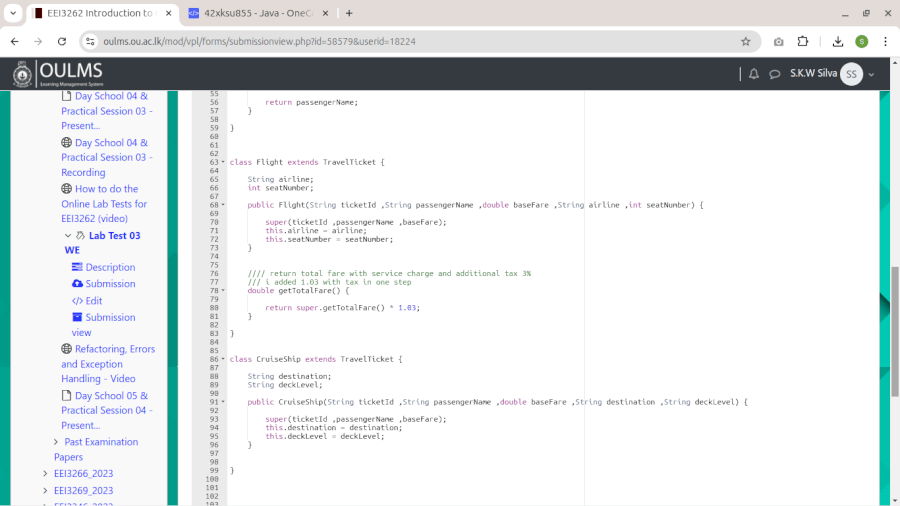 EEI3262 Introduction to
42xksu855 - Java - OneC
oulms.ou.ac.lk/mod/vpl/forms/submissionview.php?id=58579&userid=18224
S
OULMS
Learning Management System
S.K.W Silva
SS
Day School 04 &
Practical Session 03 -
Present...
Day School 04 &
Practical Session 03 -
Recording
How to do the
Online Lab Tests for
EEI3262 (video)
Lab Test 03
WE
Description
Submission
Edit
Submission
view
Refactoring, Errors
and Exception
Handling - Video
Day School 05 &
Practical Session 04 -
Present...
Past Examination
Papers
EEI3266_2023
EEI3269_2023
55
56 return passengerName;
57 }
58
59 }
60
61
62
63 class Flight extends TravelTicket {
64
65 String airline;
66 int seatNumber;
67
68 public Flight(String ticketId ,String passengerName ,double baseFare ,String airline ,int seatNumber) {
69
70 super(ticketId ,passengerName ,baseFare);
71 this.airline = airline;
72 this.seatNumber = seatNumber;
73 }
74
75
76 //// return total fare with service charge and additional tax 3%
77 /// i added 1.03 with tax in one step
78 double getTotalFare() {
79
80 return super.getTotalFare() * 1.03;
81 }
82
83 }
84
85
86 class CruiseShip extends TravelTicket {
87
88 String destination;
89 String deckLevel;
90
91 public CruiseShip(String ticketId ,String passengerName ,double baseFare ,String destination ,String deckLevel) {
92
93 super(ticketId ,passengerName ,baseFare);
94 this.destination = destination;
95 this.deckLevel = deckLevel;
96 }
97
98
99 }
100
101
102
103